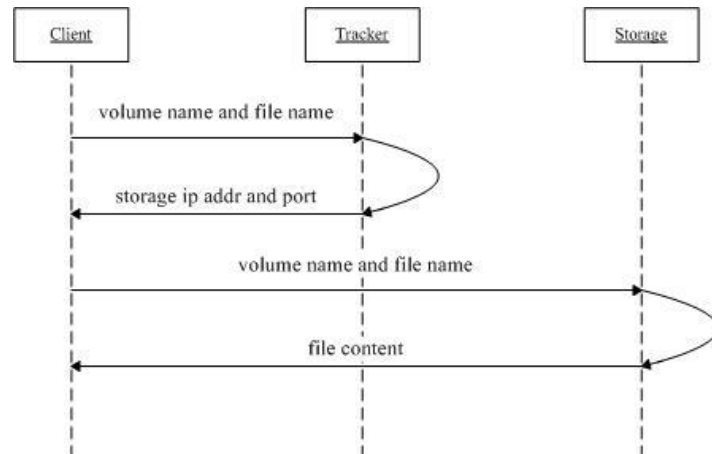 Client
Tracker
Storage
volume name and file name
storage ip addr and port
volume name and file name
file content